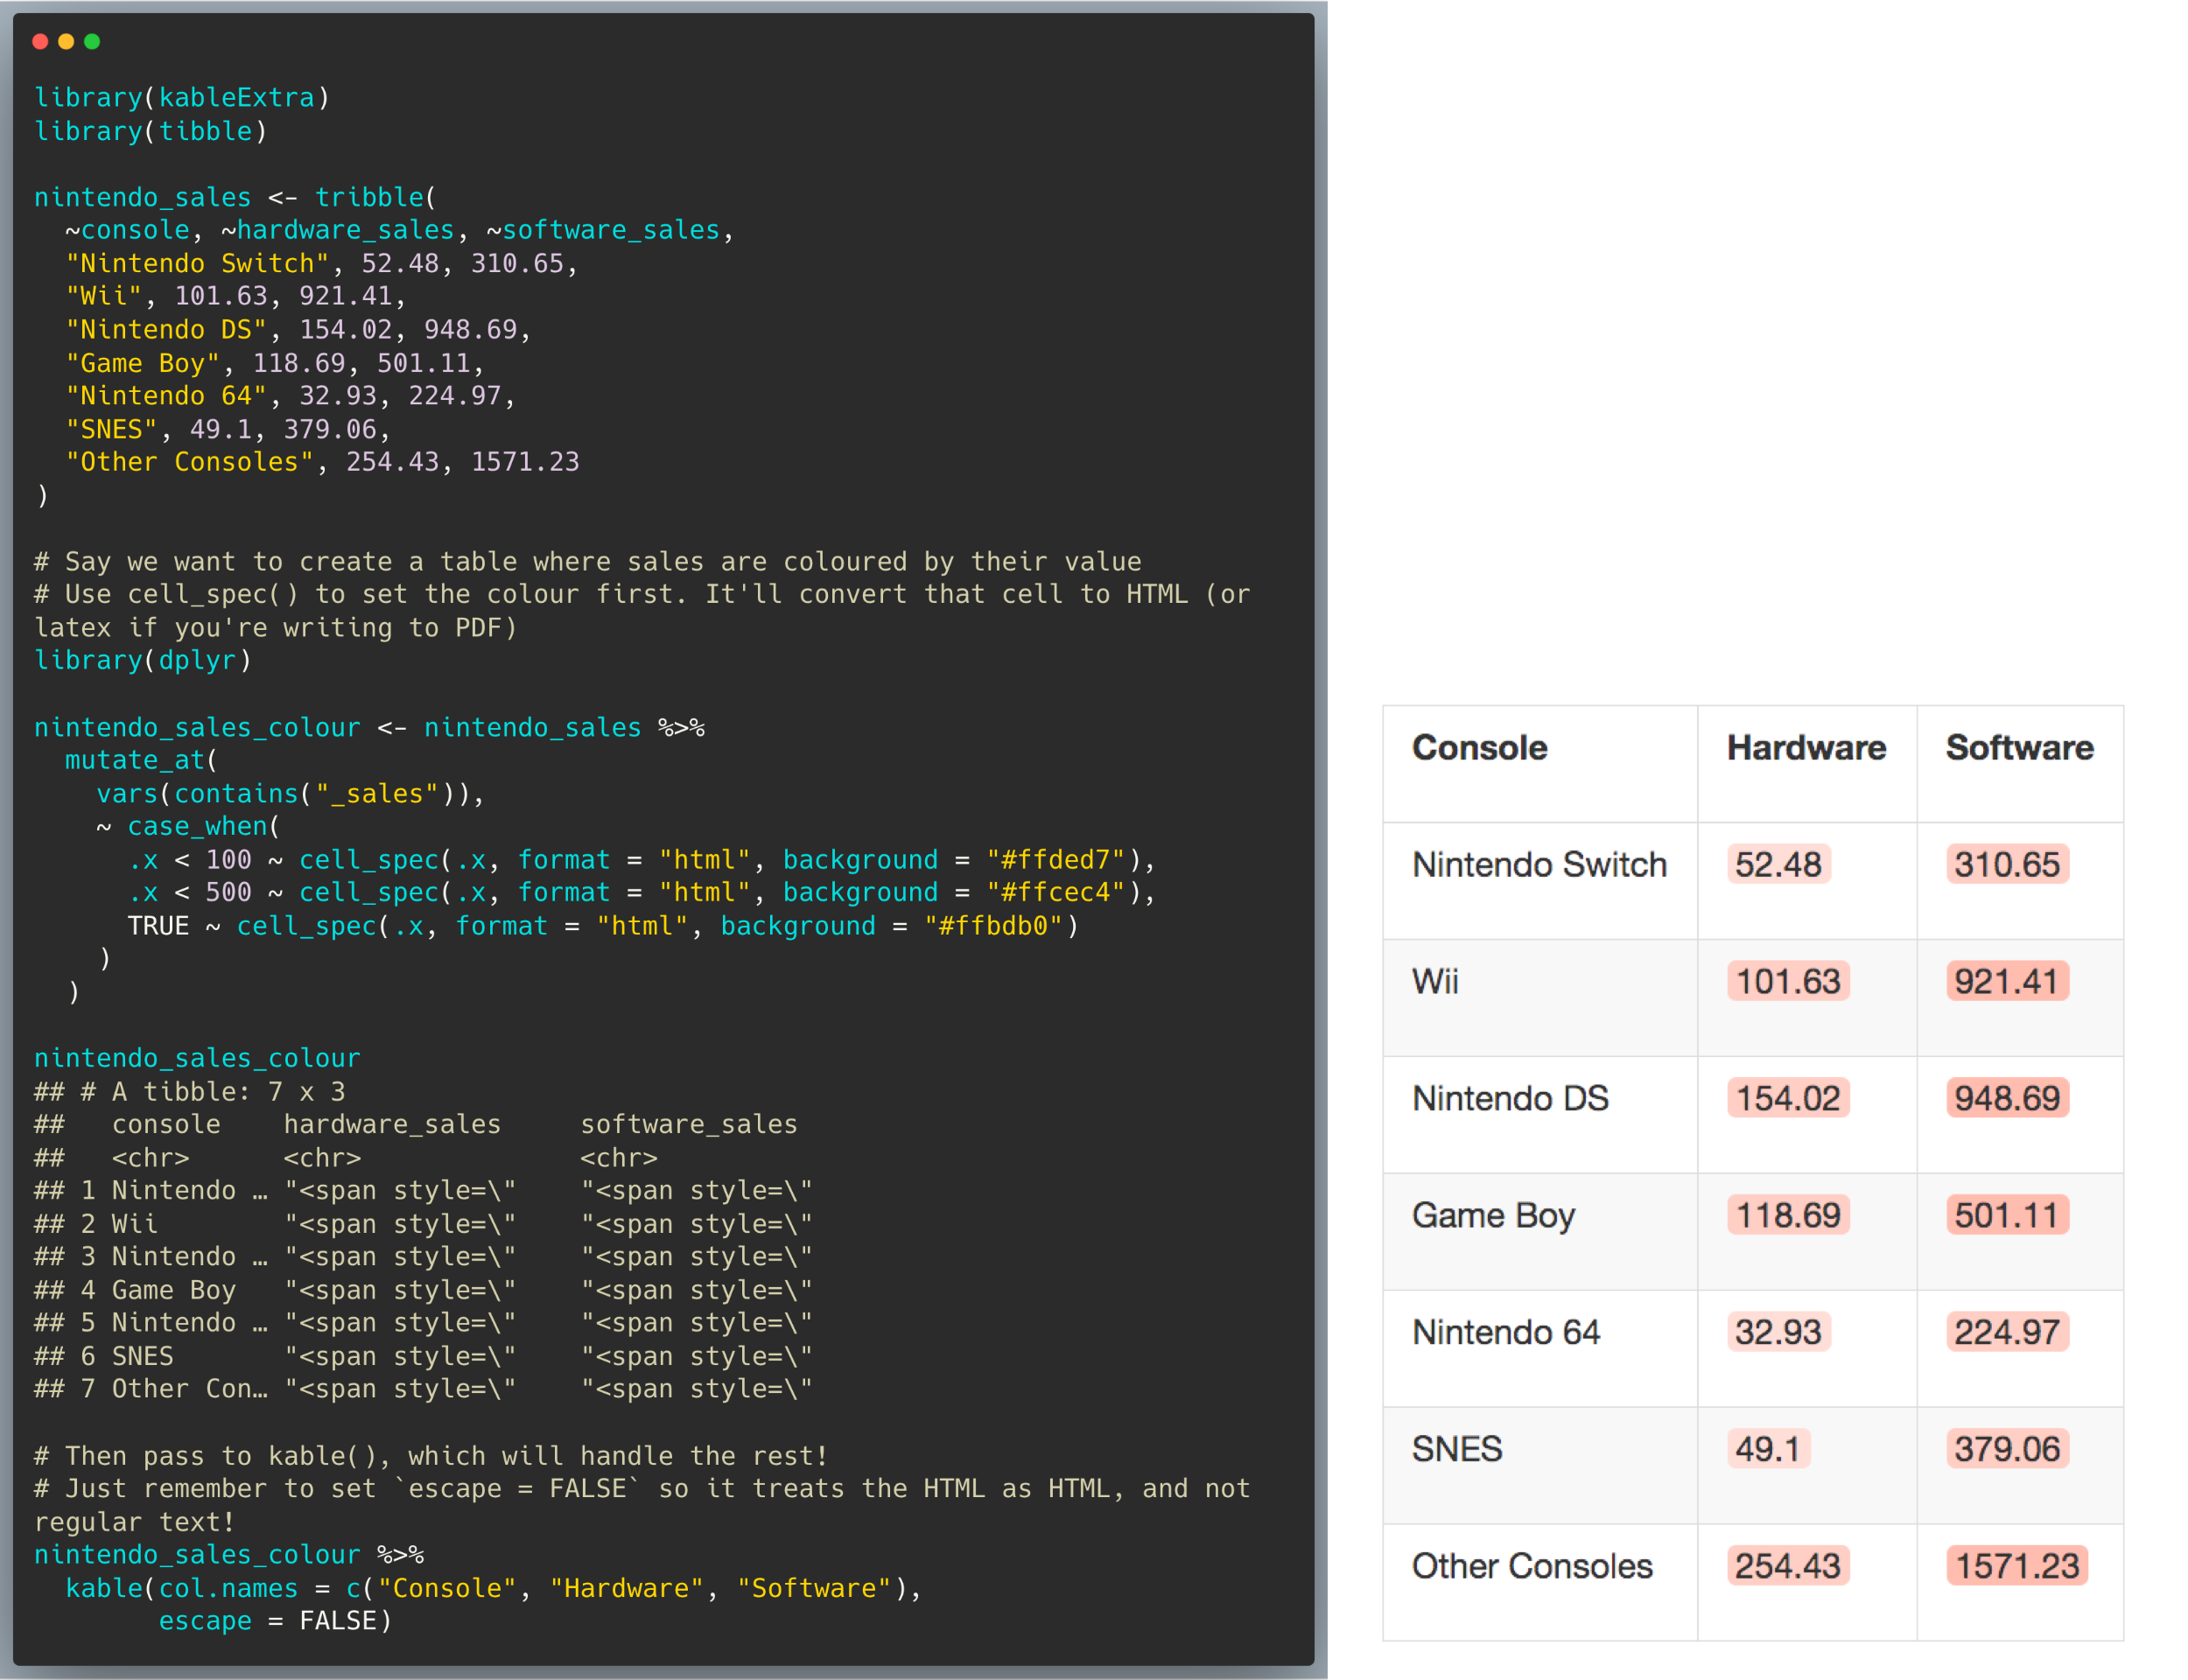 library(kableExtra)
library(tibble)

nintendo_sales <- tribble(
  ~console, ~hardware_sales, ~software_sales,
  "Nintendo Switch", 52.48, 310.65,
  "Wii", 101.63, 921.41,
  "Nintendo DS", 154.02, 948.69,
  "Game Boy", 118.69, 501.11,
  "Nintendo 64", 32.93, 224.97,
  "SNES", 49.1, 379.06,
  "Other Consoles", 254.43, 1571.23
)

# Say we want to create a table where sales are coloured by their value
# Use cell_spec() to set the colour first. It'll convert that cell to HTML (or
latex if you're writing to PDF)
library(dplyr)

nintendo_sales_colour <- nintendo_sales %>%
  mutate_at(
    vars(contains("_sales")),
    ~ case_when(
      .x < 100 ~ cell_spec(.x, format = "html", background = "#ffded7"),
      .x < 500 ~ cell_spec(.x, format = "html", background = "#ffcec4"),
      TRUE ~ cell_spec(.x, format = "html", background = "#ffbdb0")
    )
  )

nintendo_sales_colour
## # A tibble: 7 x 3
##   console    hardware_sales     software_sales
##   <chr>      <chr>              <chr>
## 1 Nintendo … "<span style=\"    "<span style=\"
## 2 Wii        "<span style=\"    "<span style=\"
## 3 Nintendo … "<span style=\"    "<span style=\"
## 4 Game Boy   "<span style=\"    "<span style=\"
## 5 Nintendo … "<span style=\"    "<span style=\"
## 6 SNES       "<span style=\"    "<span style=\"
## 7 Other Con… "<span style=\"    "<span style=\"

# Then pass to kable(), which will handle the rest!
# Just remember to set `escape = FALSE` so it treats the HTML as HTML, and not
regular text!
nintendo_sales_colour %>%
  kable(col.names = c("Console", "Hardware", "Software"),
        escape = FALSE)

Console Hardware Software
Nintendo Switch 52.48 310.65
Wii 101.63 921.41
Nintendo DS 154.02 948.69
Game Boy 118.69 501.11
Nintendo 64 32.93 224.97
SNES 49.1 379.06
Other Consoles 254.43 1571.23